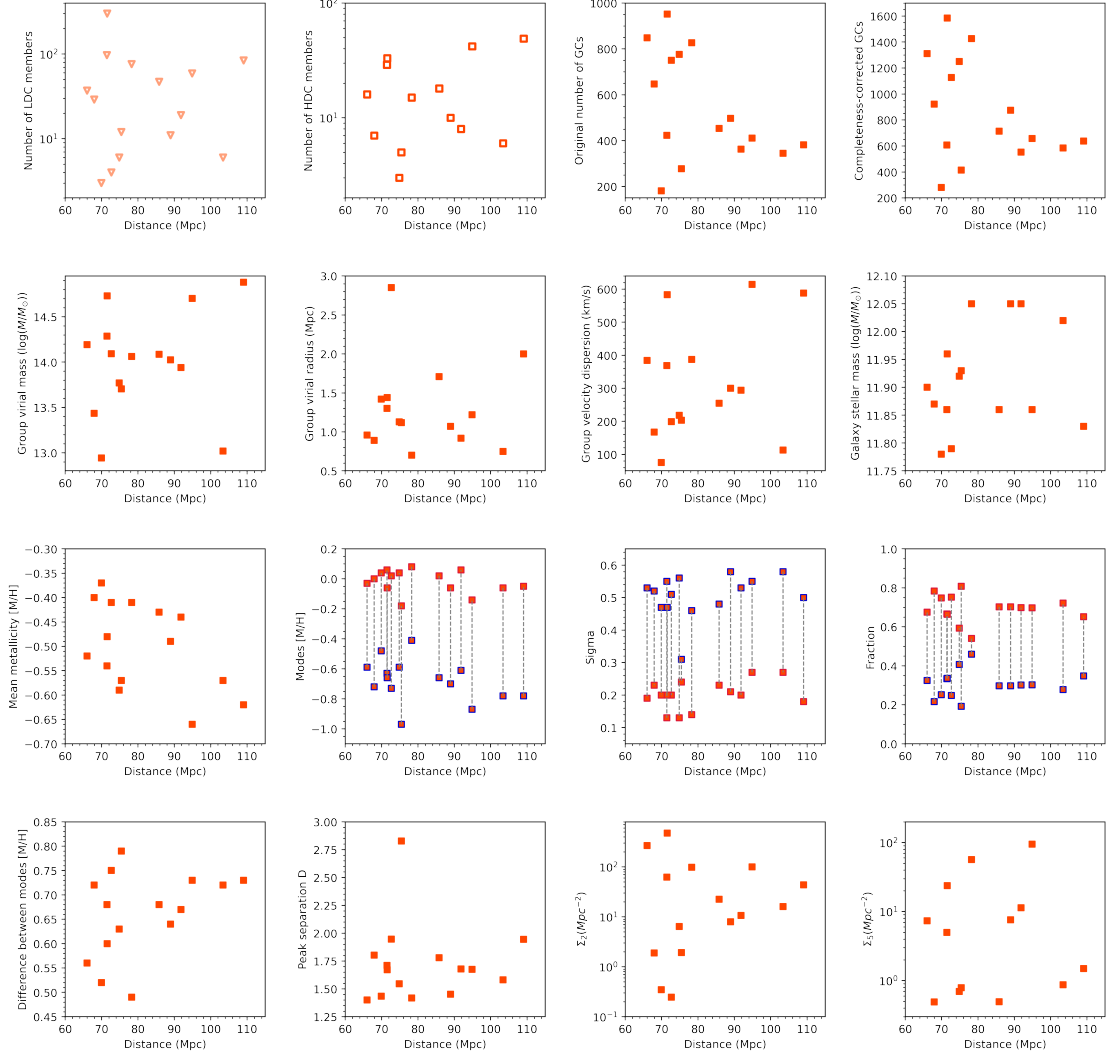 Number of LDC members
10²
10¹
60 70 80 90 100 110
Distance (Mpc)
Number of HDC members
10²
10¹
60 70 80 90 100 110
Distance (Mpc)
Original number of GCs
1000
800
600
400
200
60 70 80 90 100 110
Distance (Mpc)
Completeness-corrected GCs
1600
1400
1200
1000
800
600
400
200
60 70 80 90 100 110
Distance (Mpc)
Group virial mass (log(M/M☉))
14.5
14.0
13.5
13.0
60 70 80 90 100 110
Distance (Mpc)
Group virial radius (Mpc)
3.0
2.5
2.0
1.5
1.0
0.5
60 70 80 90 100 110
Distance (Mpc)
Group velocity dispersion (km/s)
600
500
400
300
200
100
60 70 80 90 100 110
Distance (Mpc)
Galaxy stellar mass (log(M/M☉))
12.10
12.05
12.00
11.95
11.90
11.85
11.80
11.75
60 70 80 90 100 110
Distance (Mpc)
Mean metallicity [M/H]
−0.30
−0.35
−0.40
−0.45
−0.50
−0.55
−0.60
−0.65
−0.70
60 70 80 90 100 110
Distance (Mpc)
Modes [M/H]
0.2
0.0
−0.2
−0.4
−0.6
−0.8
−1.0
60 70 80 90 100 110
Distance (Mpc)
Sigma
0.6
0.5
0.4
0.3
0.2
0.1
60 70 80 90 100 110
Distance (Mpc)
Fraction
1.0
0.8
0.6
0.4
0.2
0.0
60 70 80 90 100 110
Distance (Mpc)
Difference between modes [M/H]
0.85
0.80
0.75
0.70
0.65
0.60
0.55
0.50
0.45
60 70 80 90 100 110
Distance (Mpc)
Peak separation D
3.00
2.75
2.50
2.25
2.00
1.75
1.50
1.25
60 70 80 90 100 110
Distance (Mpc)
Σ₂(Mpc⁻²)
10²
10¹
10⁰
10⁻¹
60 70 80 90 100 110
Distance (Mpc)
Σ₅(Mpc⁻²)
10²
10¹
10⁰
60 70 80 90 100 110
Distance (Mpc)